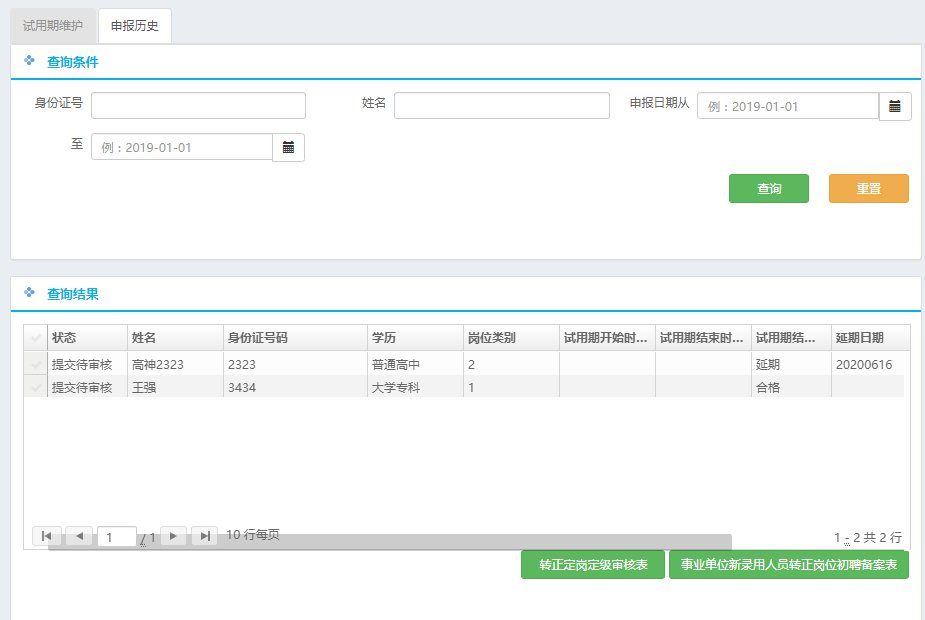 试用期维护 申报历史
查询条件
身份证号 姓名 申报日期从 例：2019-01-01
至 例：2019-01-01
查询 重置
查询结果
状态 姓名 身份证号码 学历 岗位类别 试用期开始时... 试用期结束时... 试用期结... 延期日期
提交待审核 高神2323 2323 普通高中 2 延期 20200616
提交待审核 王强 3434 大学专科 1 合格
1 / 1 10 行每页 1 - 2 共 2 行
转正定岗定级审核表 事业单位新录用人员转正岗位初聘备案表